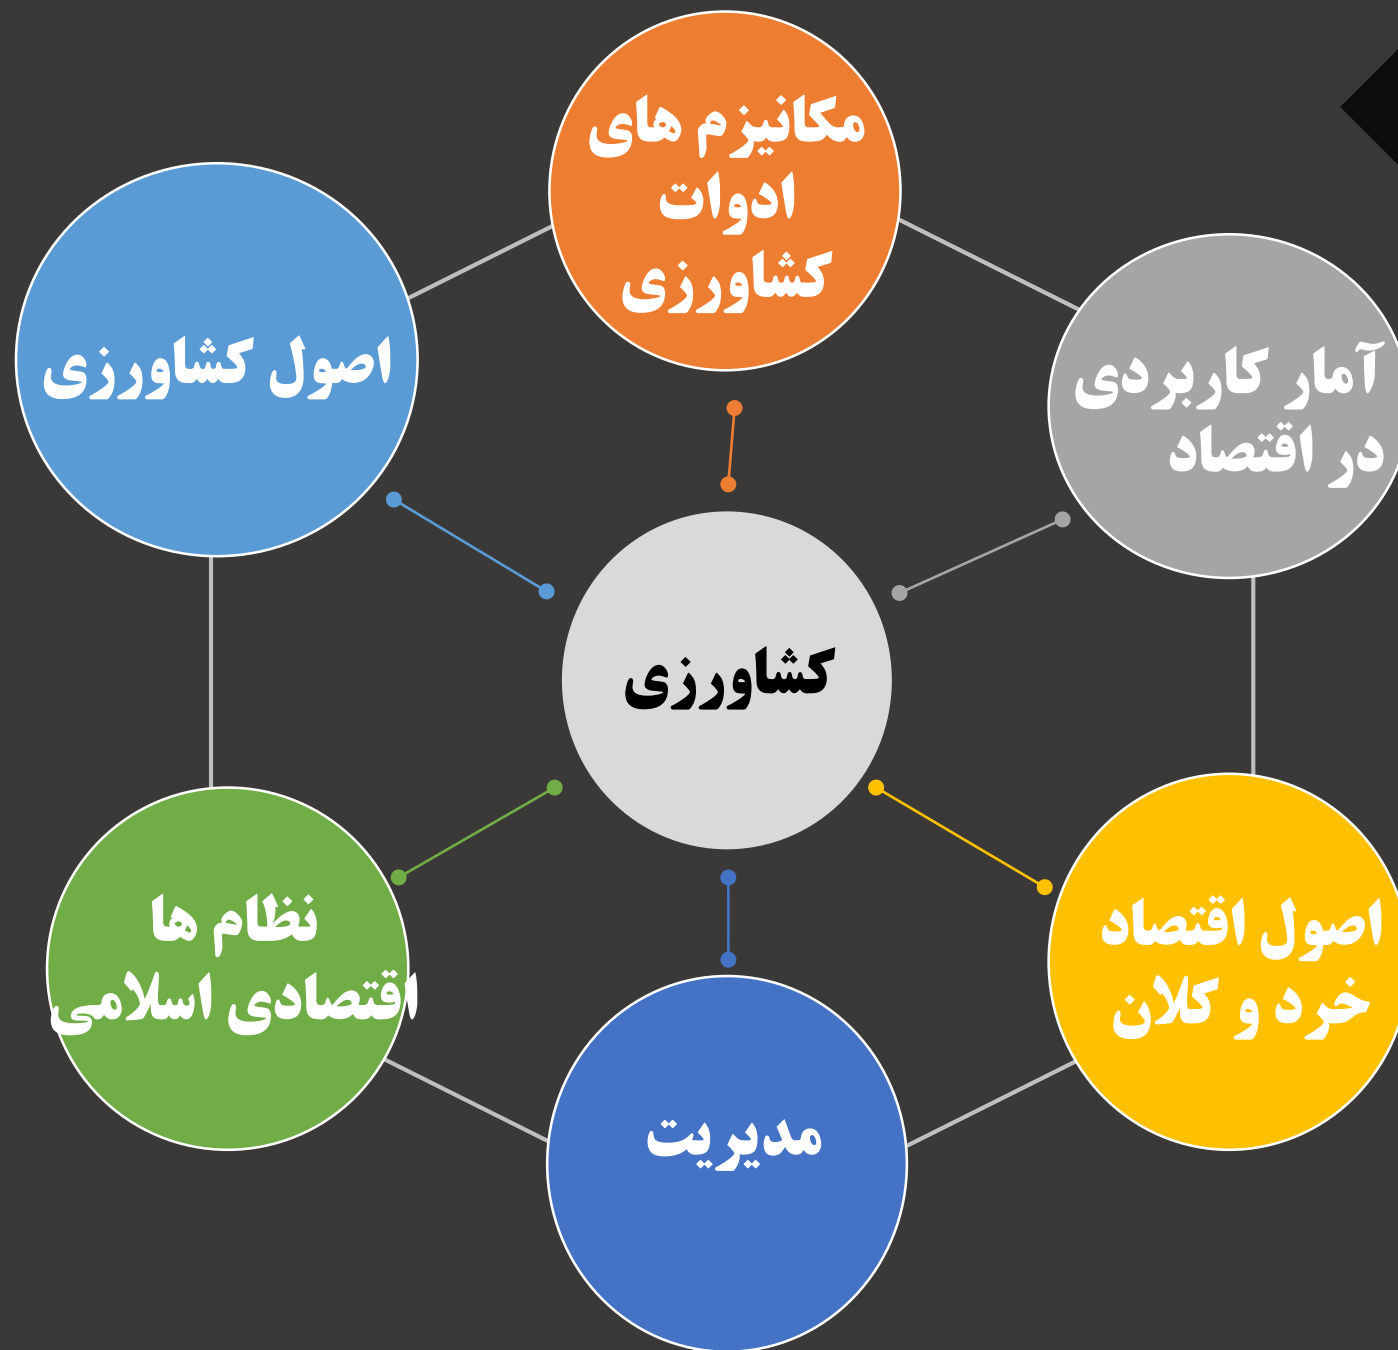 مکانیزم های
ادوات
کشاورزی
آمار کاربردی
در اقتصاد
اصول کشاورزی
کشاورزی
اصول اقتصاد
خرد و کلان
نظام ها
اقتصادی اسلامی
مدیریت